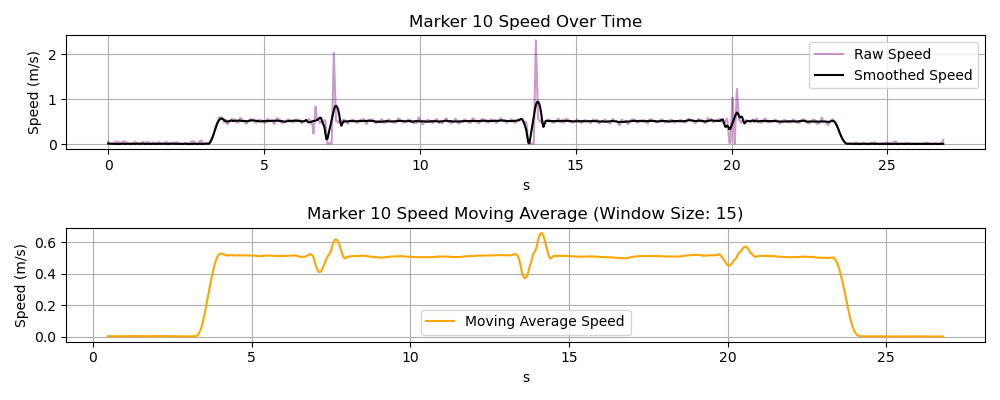 Marker 10 Speed Over Time
Speed (m/s)
2
1
0
Raw Speed
Smoothed Speed
0 5 10 15 20 25
s
Marker 10 Speed Moving Average (Window Size: 15)
Speed (m/s)
0.6
0.4
0.2
0.0
Moving Average Speed
0 5 10 15 20 25
s